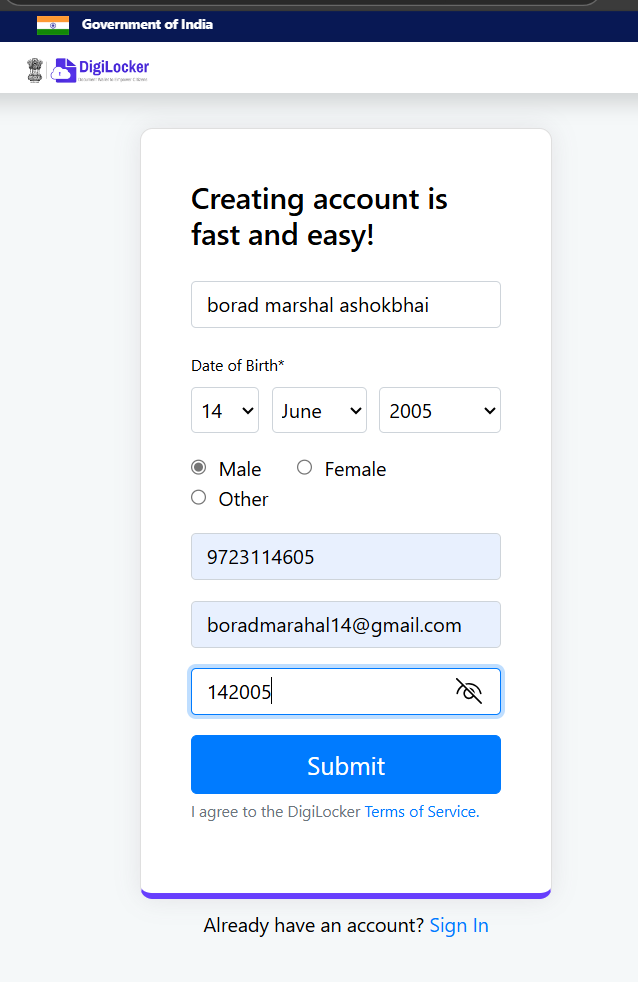 Government of India
DigiLocker
Creating account is
fast and easy!
borad marshal ashokbhai
Date of Birth*
14 June 2005
Male Female
Other
9723114605
boradmarahal14@gmail.com
142005
Submit
I agree to the DigiLocker Terms of Service.
Already have an account? Sign In